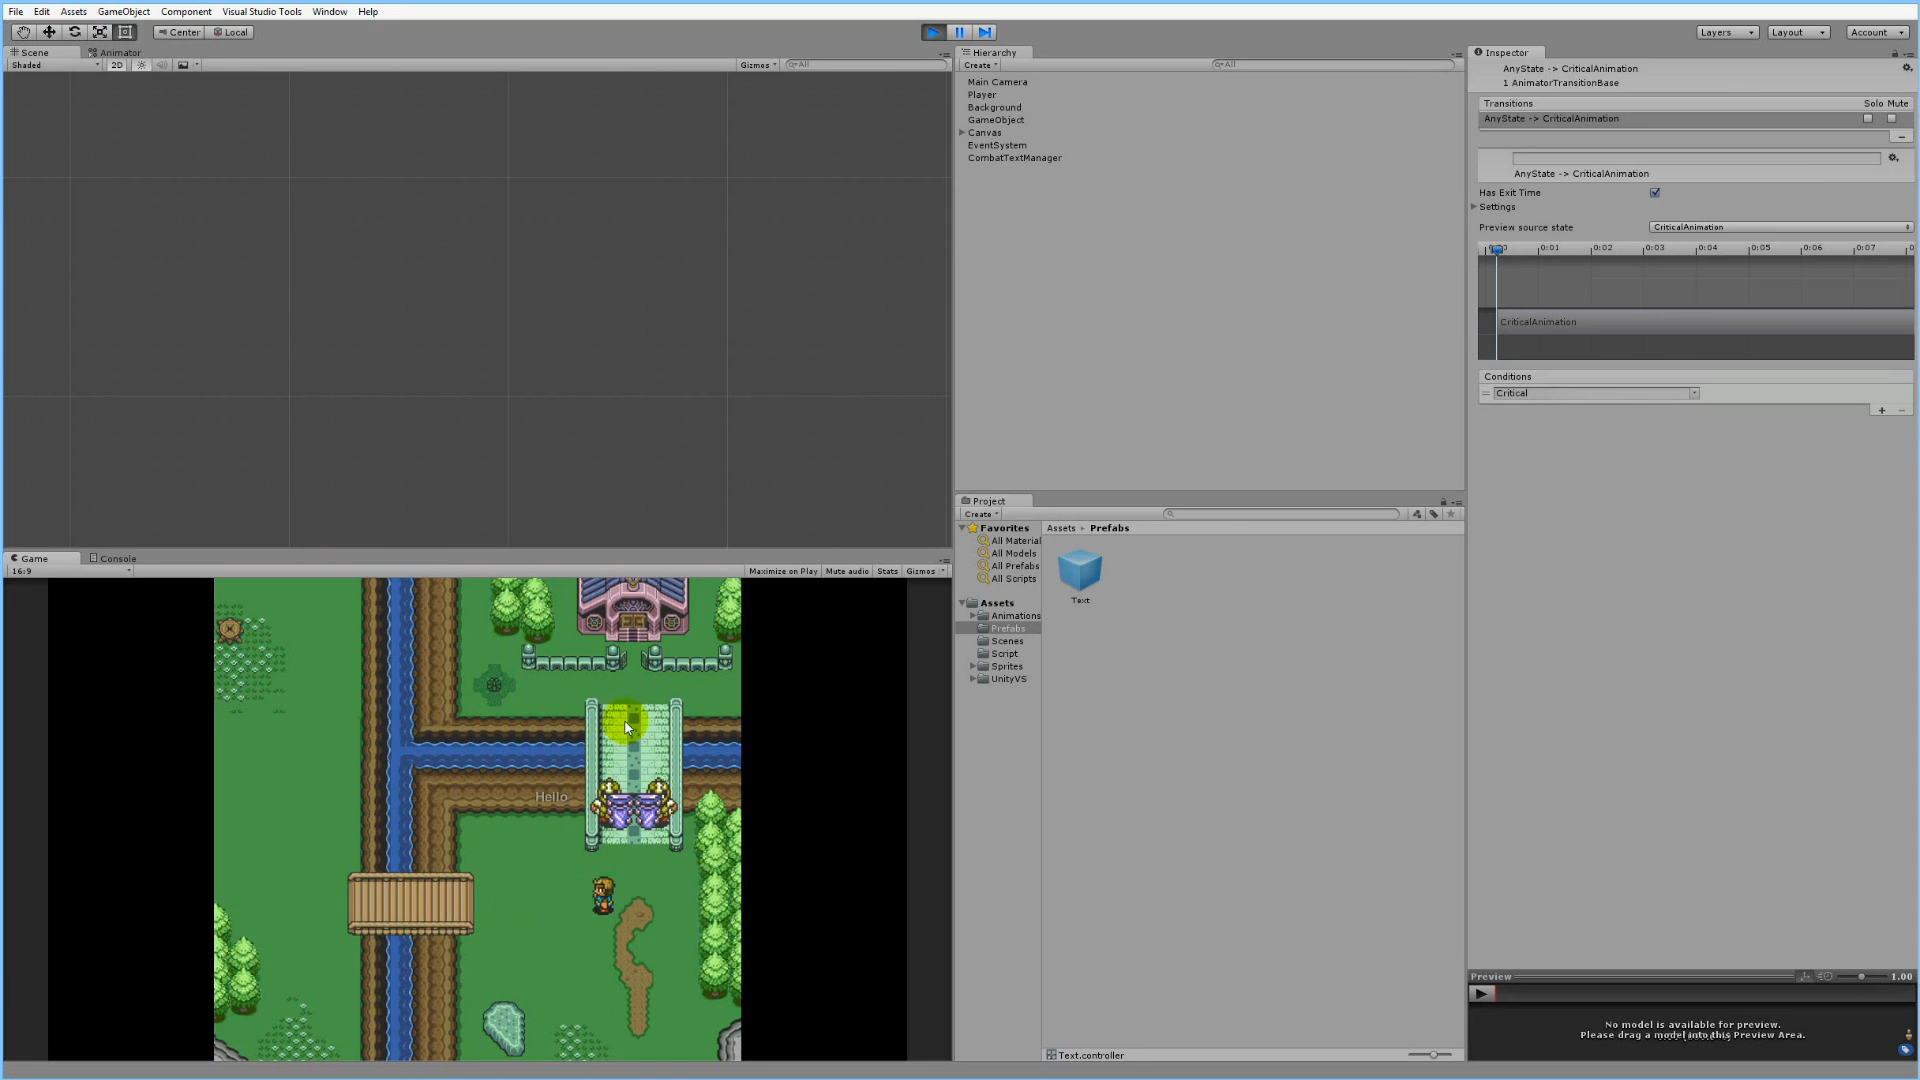 File Edit Assets GameObject Component Visual Studio Tools Window Help
Center Local Layers Layout Account
Scene Animator
Shaded 2D Gizmos All
Hierarchy
Create All
Main Camera
Player
Background
GameObject
Canvas
EventSystem
CombatTextManager
Inspector
AnyState -> CriticalAnimation
1 AnimatorTransitionBase
Transitions Solo Mute
AnyState -> CriticalAnimation
AnyState -> CriticalAnimation
Has Exit Time
Settings
Preview source state CriticalAnimation
0:01 0:02 0:03 0:04 0:05 0:06 0:07
CriticalAnimation
Conditions
Critical
Project
Create
Favorites
All Material
All Models
All Prefabs
All Scripts
Assets
Animations
Prefabs
Scenes
Script
Sprites
UnityVS
Assets Prefabs
Text
Text.controller
Game Console
16:9 Maximize on Play Mute audio Stats Gizmos
Hello
Preview 1.00
No model is available for preview.
Please drag a model into this Preview Area.